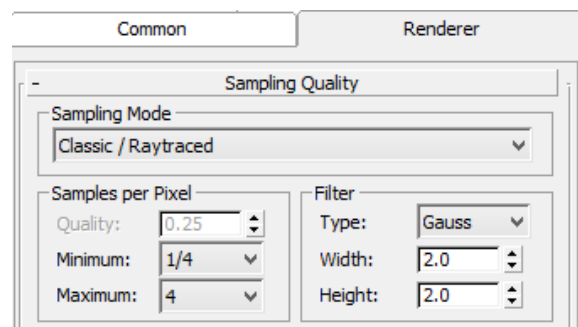 Common Renderer
- Sampling Quality
Sampling Mode
Classic / Raytraced
Samples per Pixel Filter
Quality: 0.25 Type: Gauss
Minimum: 1/4 Width: 2.0
Maximum: 4 Height: 2.0